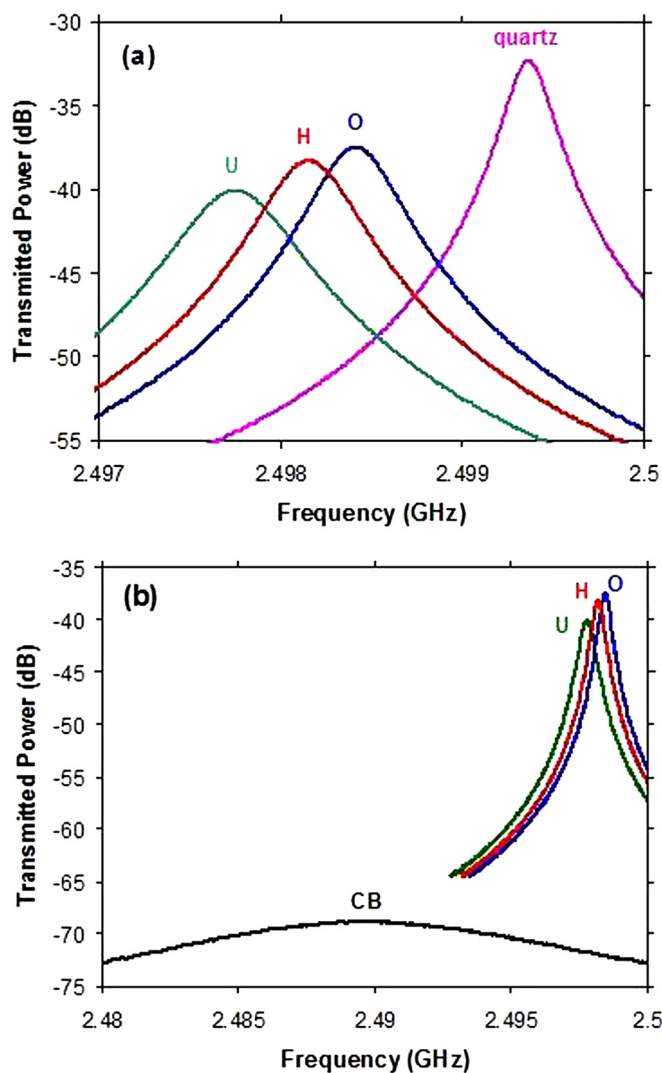 -30
(a)
quartz
-35
O
H
U
-40
-45
-50
-55
Transmitted Power (dB)
2.497
2.498
2.499
2.5
Frequency (GHz)
-35
(b)
H
O
-40
U
-45
-50
-55
-60
-65
CB
-70
-75
Transmitted Power (dB)
2.48
2.485
2.49
2.495
2.5
Frequency (GHz)